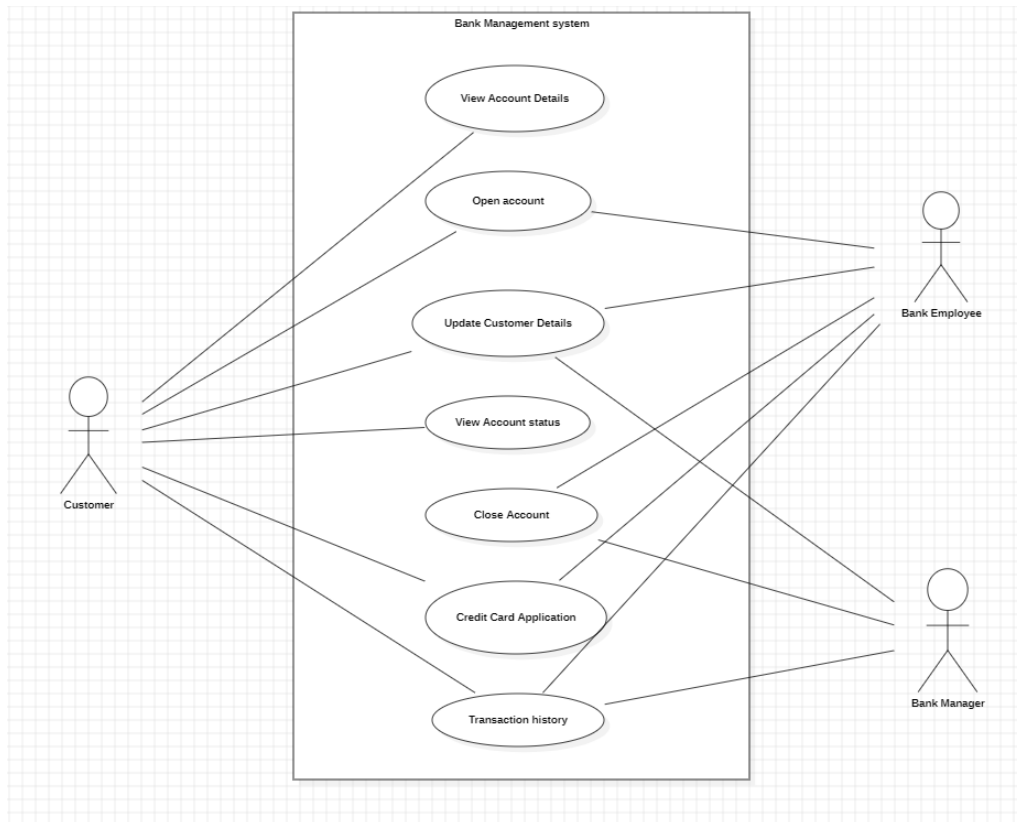 Bank Management system
View Account Details
Open account
Bank Employee
Update Customer Details
View Account status
Customer
Close Account
Credit Card Application
Bank Manager
Transaction history